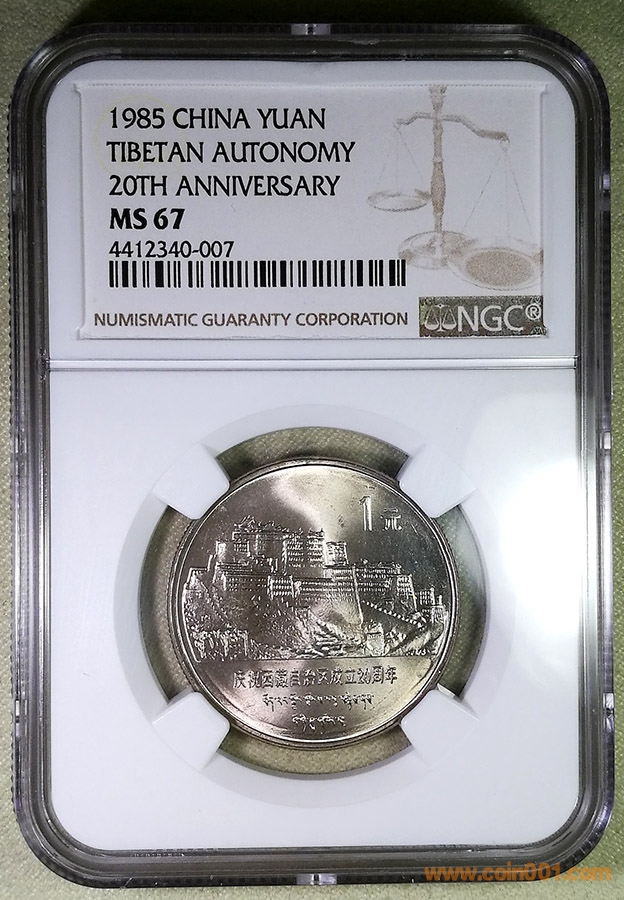 1985 CHINA YUAN
TIBETAN AUTONOMY
20TH ANNIVERSARY
MS 67
4412340-007
NUMISMATIC GUARANTY CORPORATION
NGC®
1元
庆祝西藏自治区成立20周年
www.coin001.com